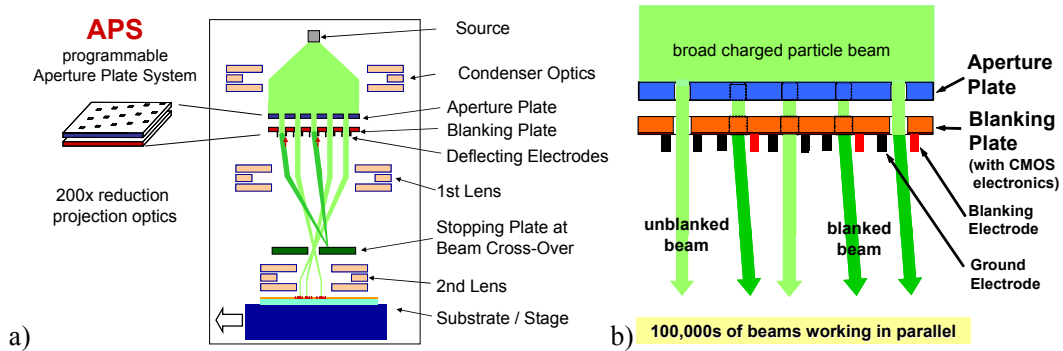 APS
programmable
Aperture Plate System
200x reduction
projection optics
Source
Condenser Optics
Aperture Plate
Blanking Plate
Deflecting Electrodes
1st Lens
Stopping Plate at
Beam Cross-Over
2nd Lens
Substrate / Stage
a)
broad charged particle beam
Aperture
Plate
Blanking
Plate
(with CMOS
electronics)
Blanking
Electrode
Ground
Electrode
unblanked
beam
blanked
beam
b)
100,000s of beams working in parallel